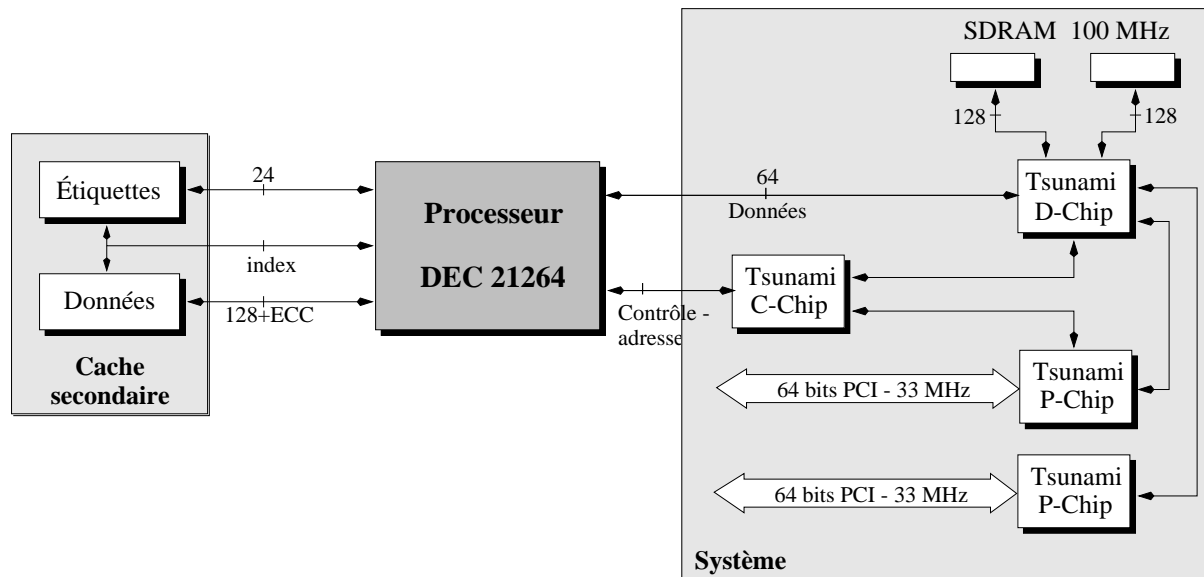 SDRAM 100 MHz
128
128
Étiquettes
24
Processeur
DEC 21264
64
Données
Tsunami
D-Chip
index
Données
128+ECC
Cache
secondaire
Contrôle -
adresse
Tsunami
C-Chip
64 bits PCI - 33 MHz
Tsunami
P-Chip
64 bits PCI - 33 MHz
Tsunami
P-Chip
Système